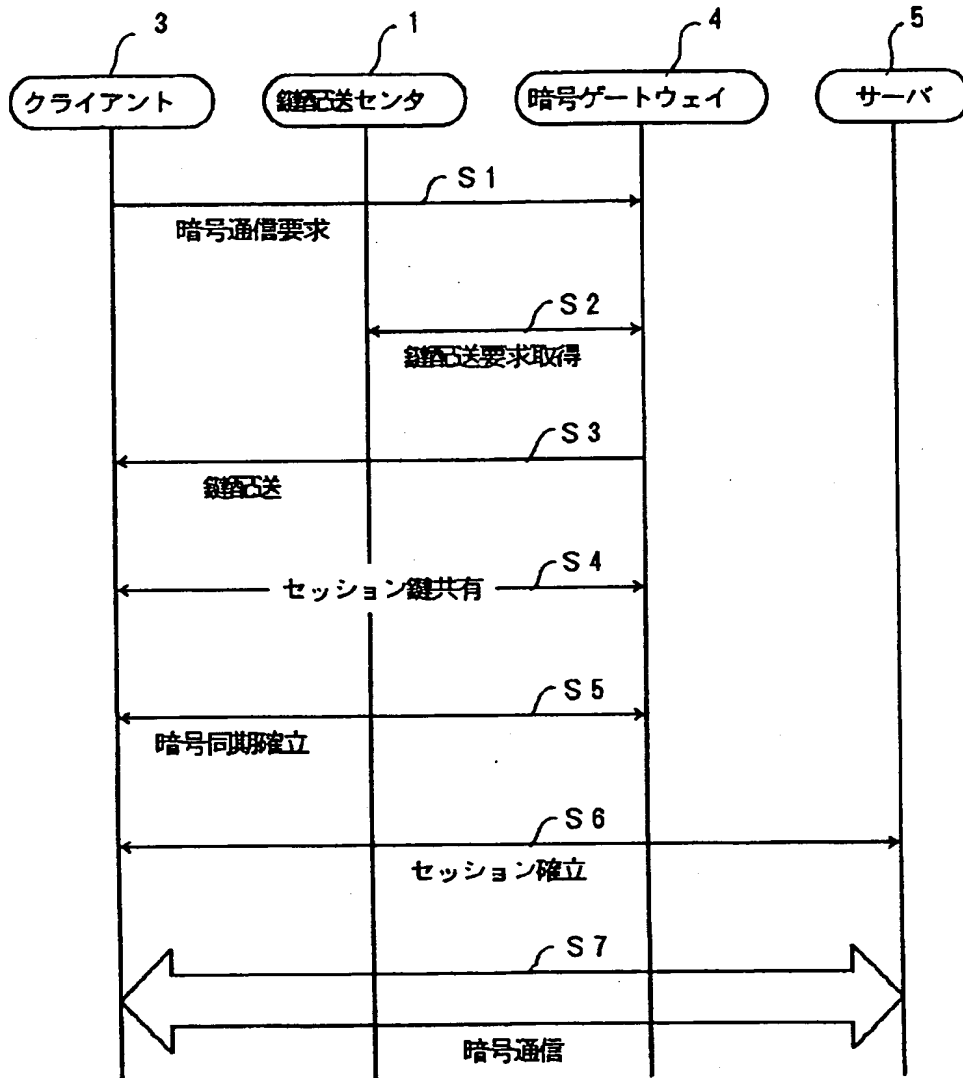 3
1
4
5
クライアント
鍵配送センタ
暗号ゲートウェイ
サーバ
S1
暗号通信要求
S2
鍵配送要求取得
S3
鍵配送
S4
セッション鍵共有
S5
暗号同期確立
S6
セッション確立
S7
暗号通信